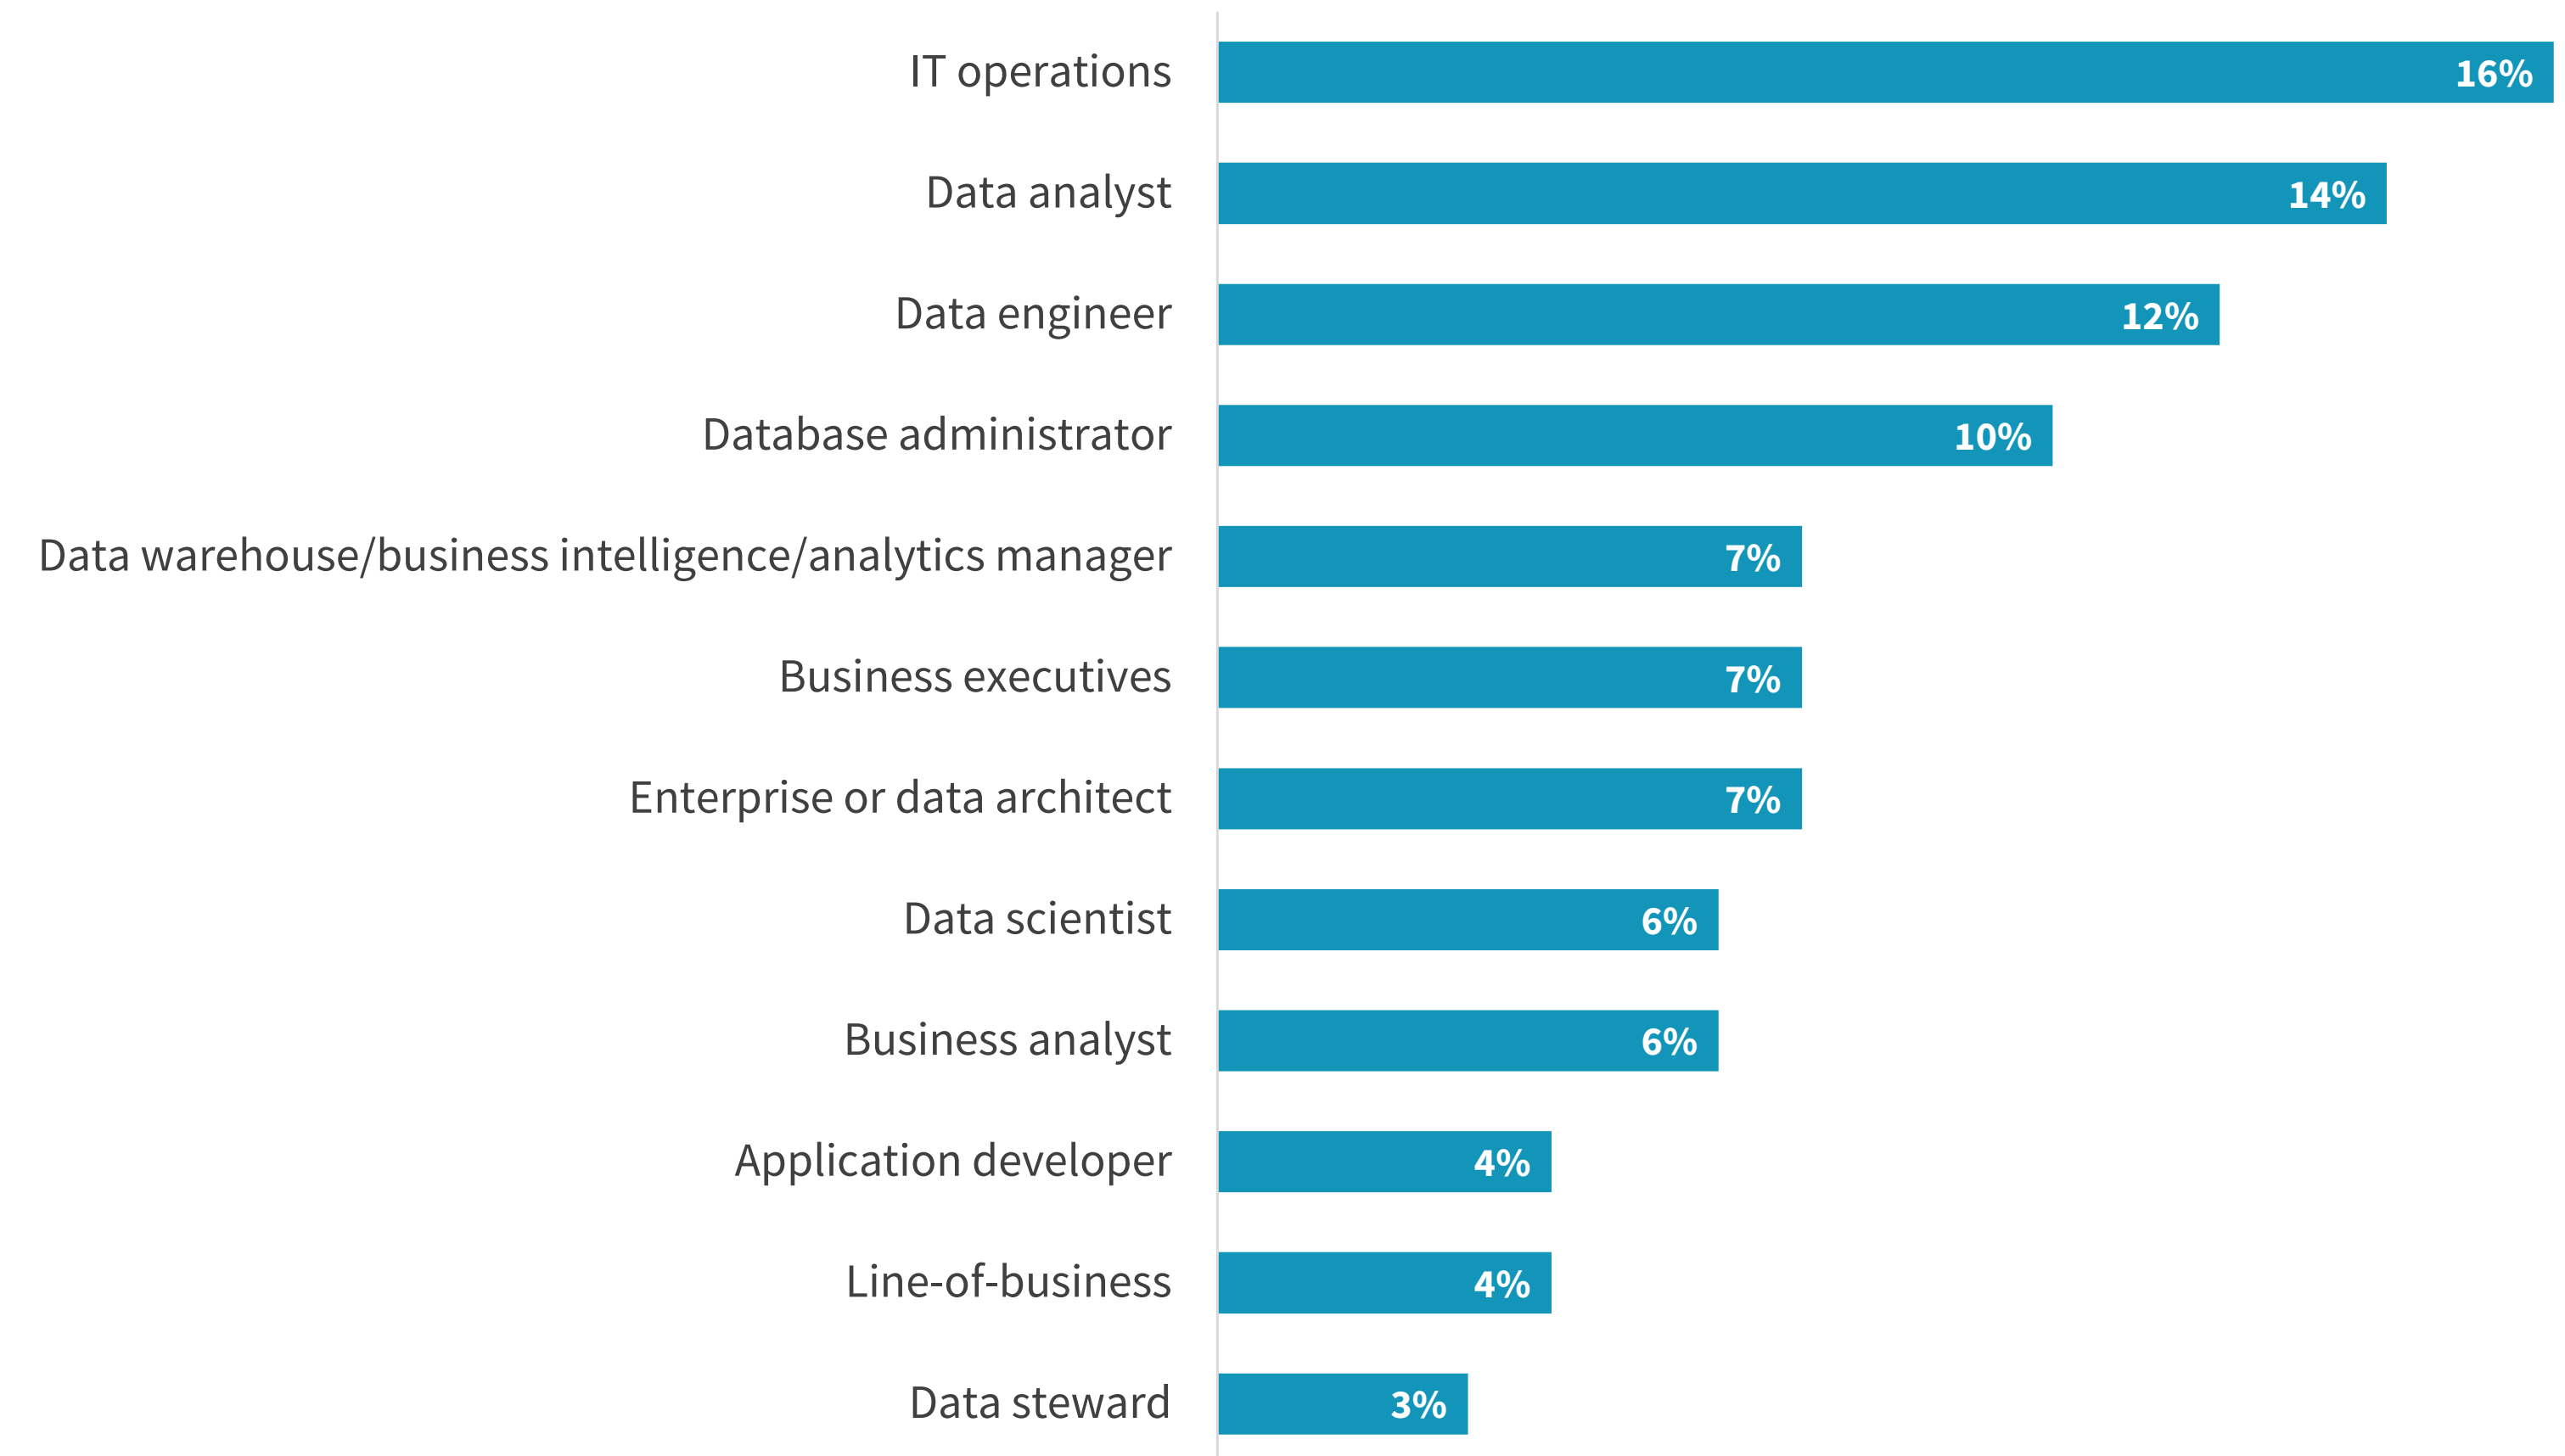 IT operations 16%
Data analyst 14%
Data engineer 12%
Database administrator 10%
Data warehouse/business intelligence/analytics manager 7%
Business executives 7%
Enterprise or data architect 7%
Data scientist 6%
Business analyst 6%
Application developer 4%
Line-of-business 4%
Data steward 3%